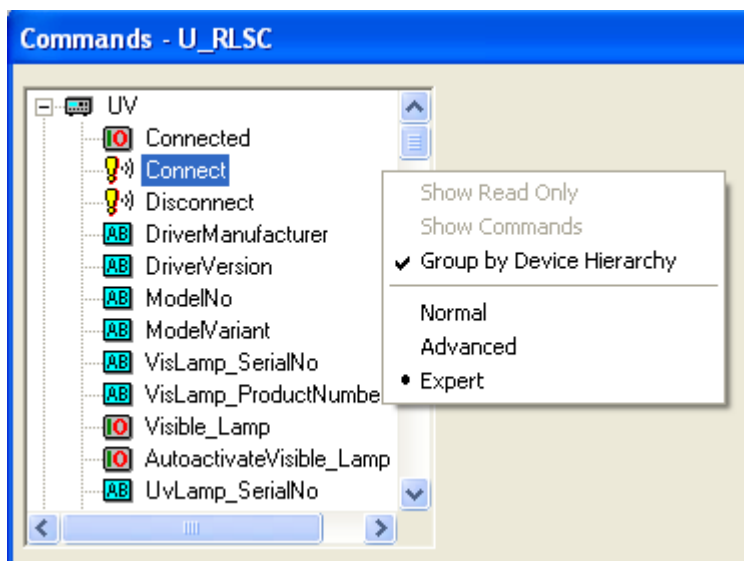 Commands - U_RLSC
UV
Connected
Connect
Disconnect
DriverManufacturer
DriverVersion
ModelNo
ModelVariant
VisLamp_SerialNo
VisLamp_ProductNumbe
Visible_Lamp
AutoactivateVisible_Lamp
UvLamp_SerialNo
Show Read Only
Show Commands
Group by Device Hierarchy
Normal
Advanced
Expert